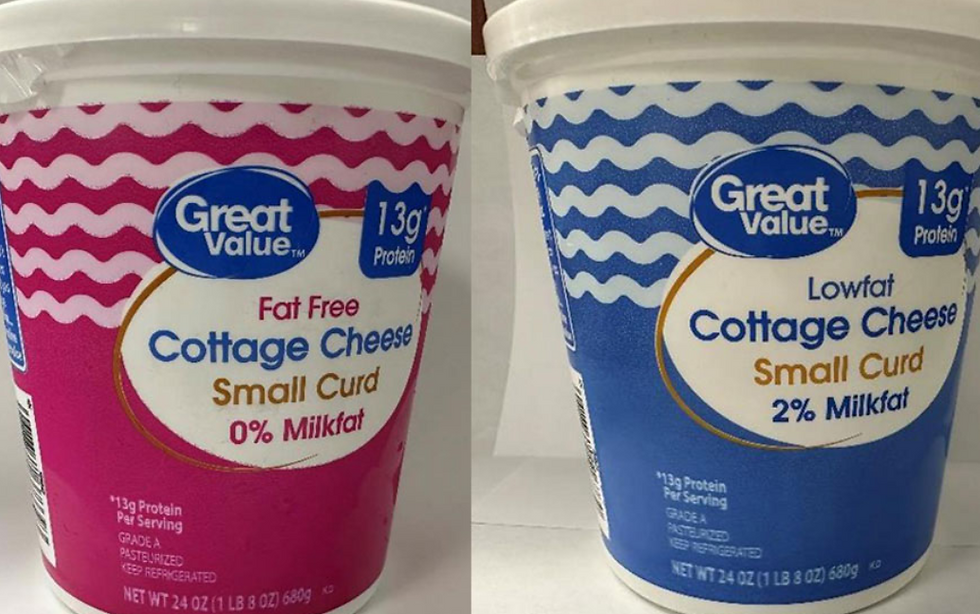 Great
Value™
13g*
Protein
Fat Free
Cottage Cheese
Small Curd
0% Milkfat
*13g Protein
Per Serving
GRADE A
PASTEURIZED
KEEP REFRIGERATED
NET WT 24 OZ (1 LB 8 OZ) 680g
KD
Great
Value™
13g*
Protein
Lowfat
Cottage Cheese
Small Curd
2% Milkfat
*13g Protein
Per Serving
GRADE A
PASTEURIZED
KEEP REFRIGERATED
NET WT 24 OZ (1 LB 8 OZ) 680g
KD